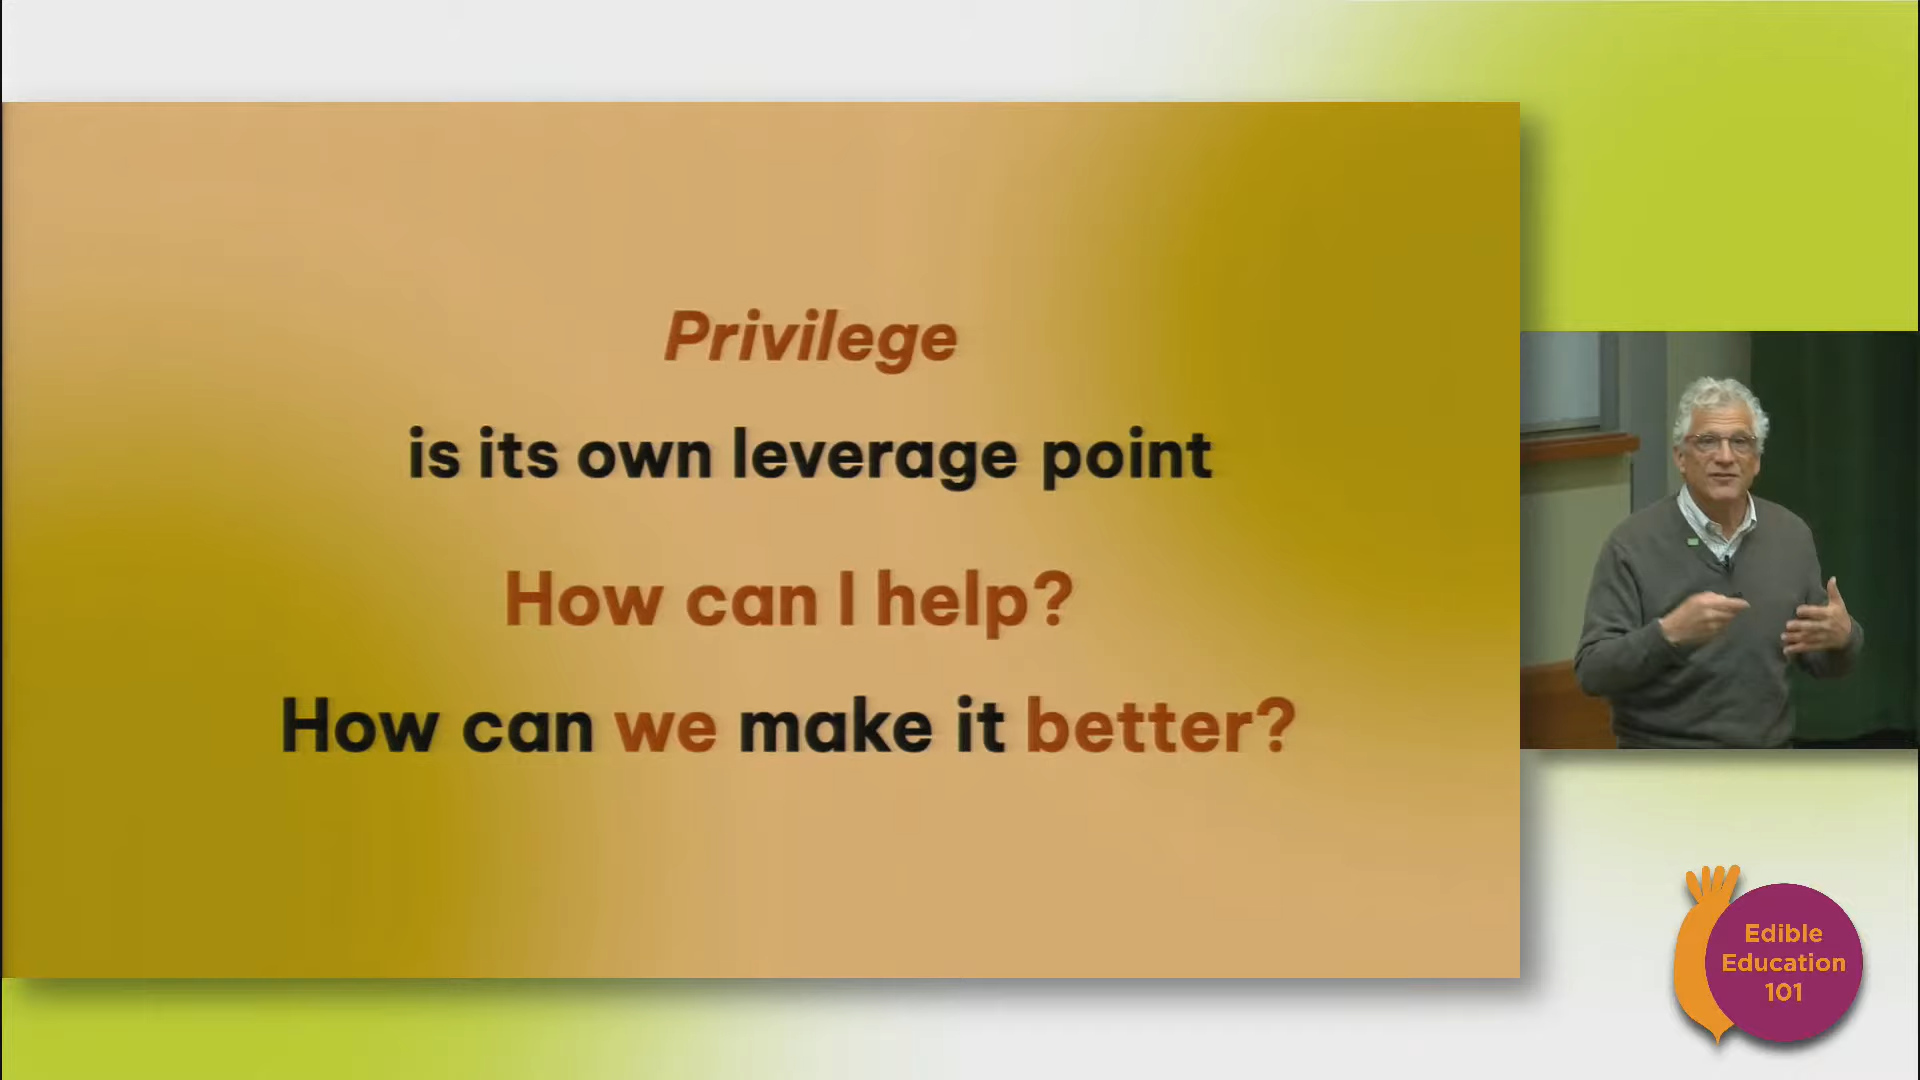 Privilege
is its own leverage point
How can I help?
How can we make it better?
Edible
Education
101